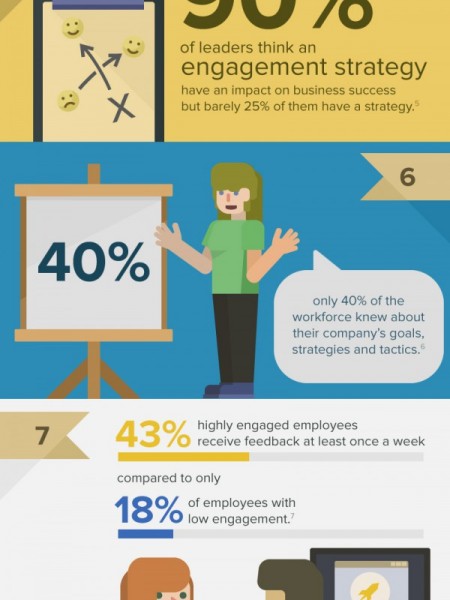 90%
of leaders think an
engagement strategy
have an impact on business success
but barely 25% of them have a strategy.5
6
40%
only 40% of the
workforce knew about
their company's goals,
strategies and tactics.6
7
43% highly engaged employees
receive feedback at least once a week
compared to only
18% of employees with
low engagement.7